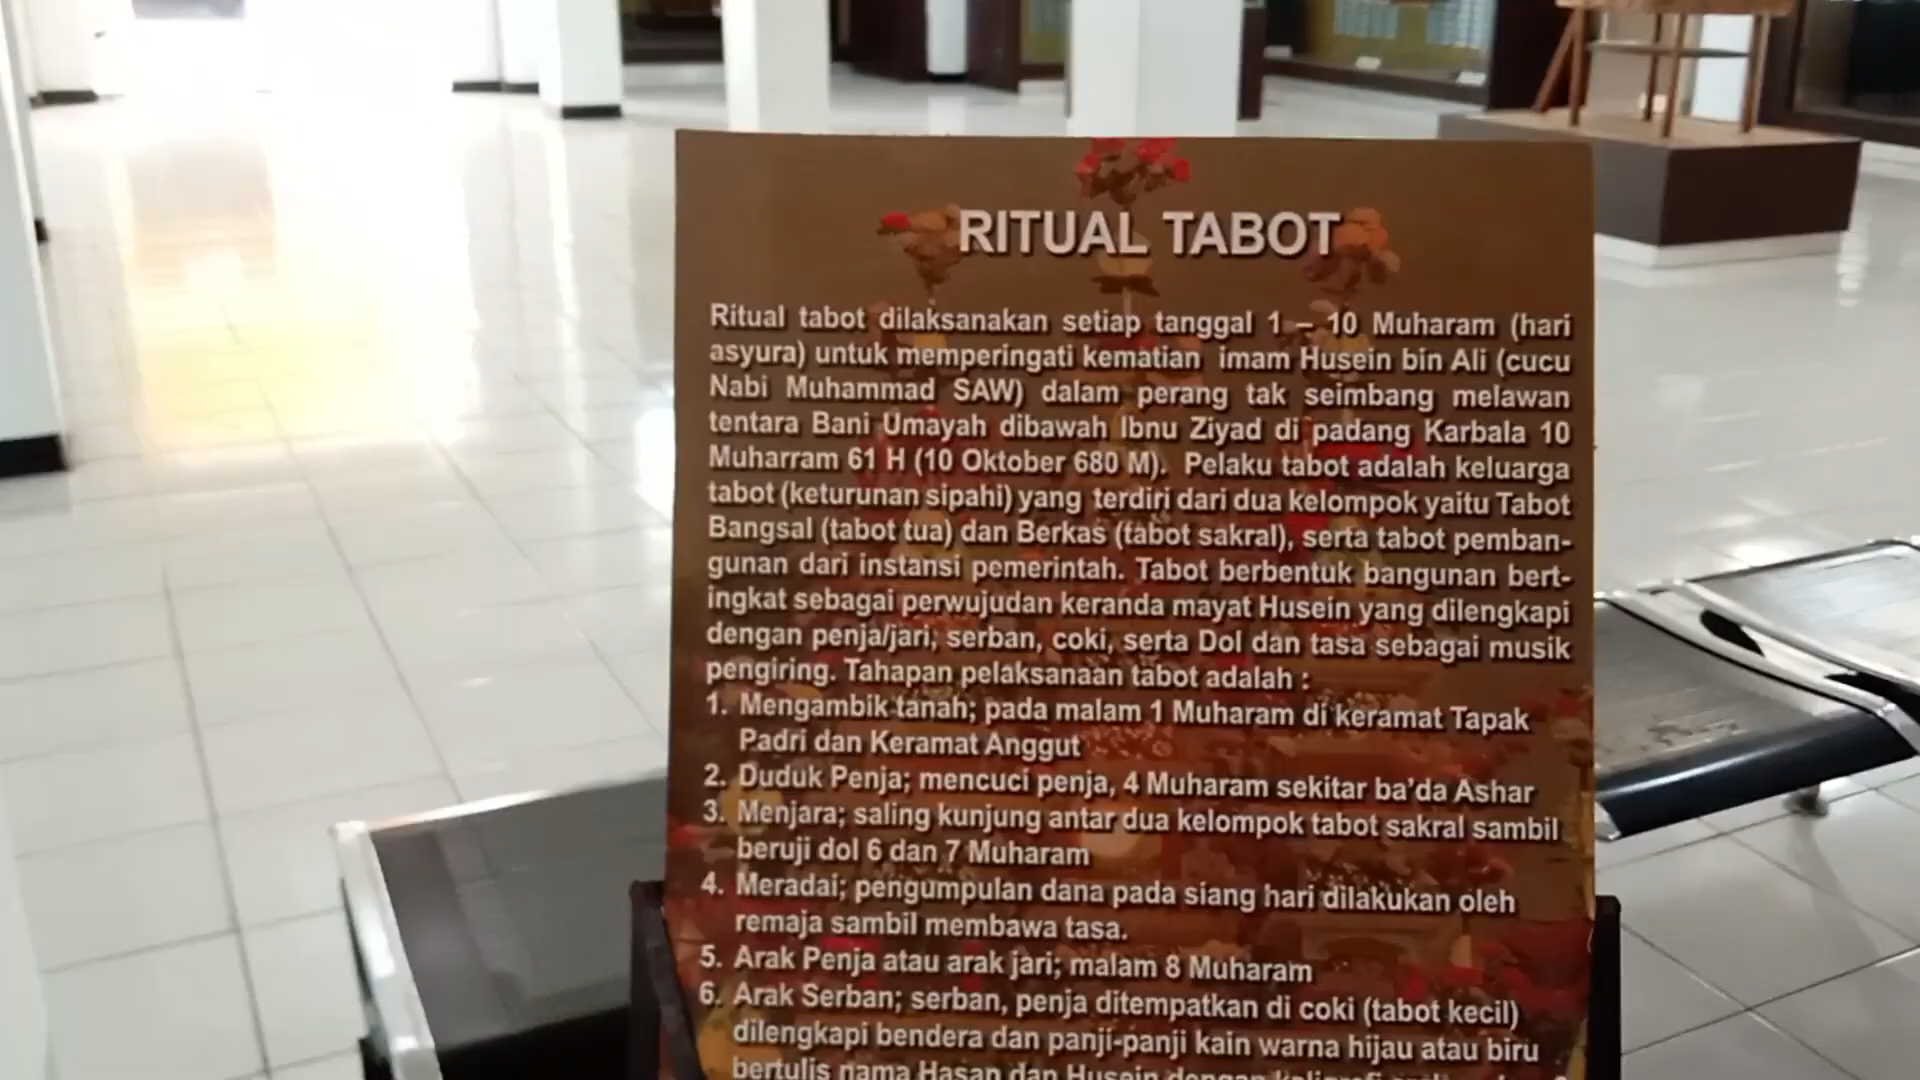 RITUAL TABOT
Ritual tabot dilaksanakan setiap tanggal 1 – 10 Muharam (hari
asyura) untuk memperingati kematian imam Husein bin Ali (cucu
Nabi Muhammad SAW) dalam perang tak seimbang melawan
tentara Bani Umayah dibawah Ibnu Ziyad di padang Karbala 10
Muharram 61 H (10 Oktober 680 M). Pelaku tabot adalah keluarga
tabot (keturunan sipahi) yang terdiri dari dua kelompok yaitu Tabot
Bangsal (tabot tua) dan Berkas (tabot sakral), serta tabot pemban-
gunan dari instansi pemerintah. Tabot berbentuk bangunan bert-
ingkat sebagai perwujudan keranda mayat Husein yang dilengkapi
dengan penja/jari, serban, coki, serta Dol dan tasa sebagai musik
pengiring. Tahapan pelaksanaan tabot adalah :
1. Mengambik tanah; pada malam 1 Muharam di keramat Tapak
Padri dan Keramat Anggut
2. Duduk Penja; mencuci penja, 4 Muharam sekitar ba'da Ashar
3. Menjara; saling kunjung antar dua kelompok tabot sakral sambil
beruji dol 6 dan 7 Muharam
4. Meradai; pengumpulan dana pada siang hari dilakukan oleh
remaja sambil membawa tasa.
5. Arak Penja atau arak jari; malam 8 Muharam
6. Arak Serban; serban, penja ditempatkan di coki (tabot kecil)
dilengkapi bendera dan panji-panji kain warna hijau atau biru
bertulis nama Hasan dan Husein dengan